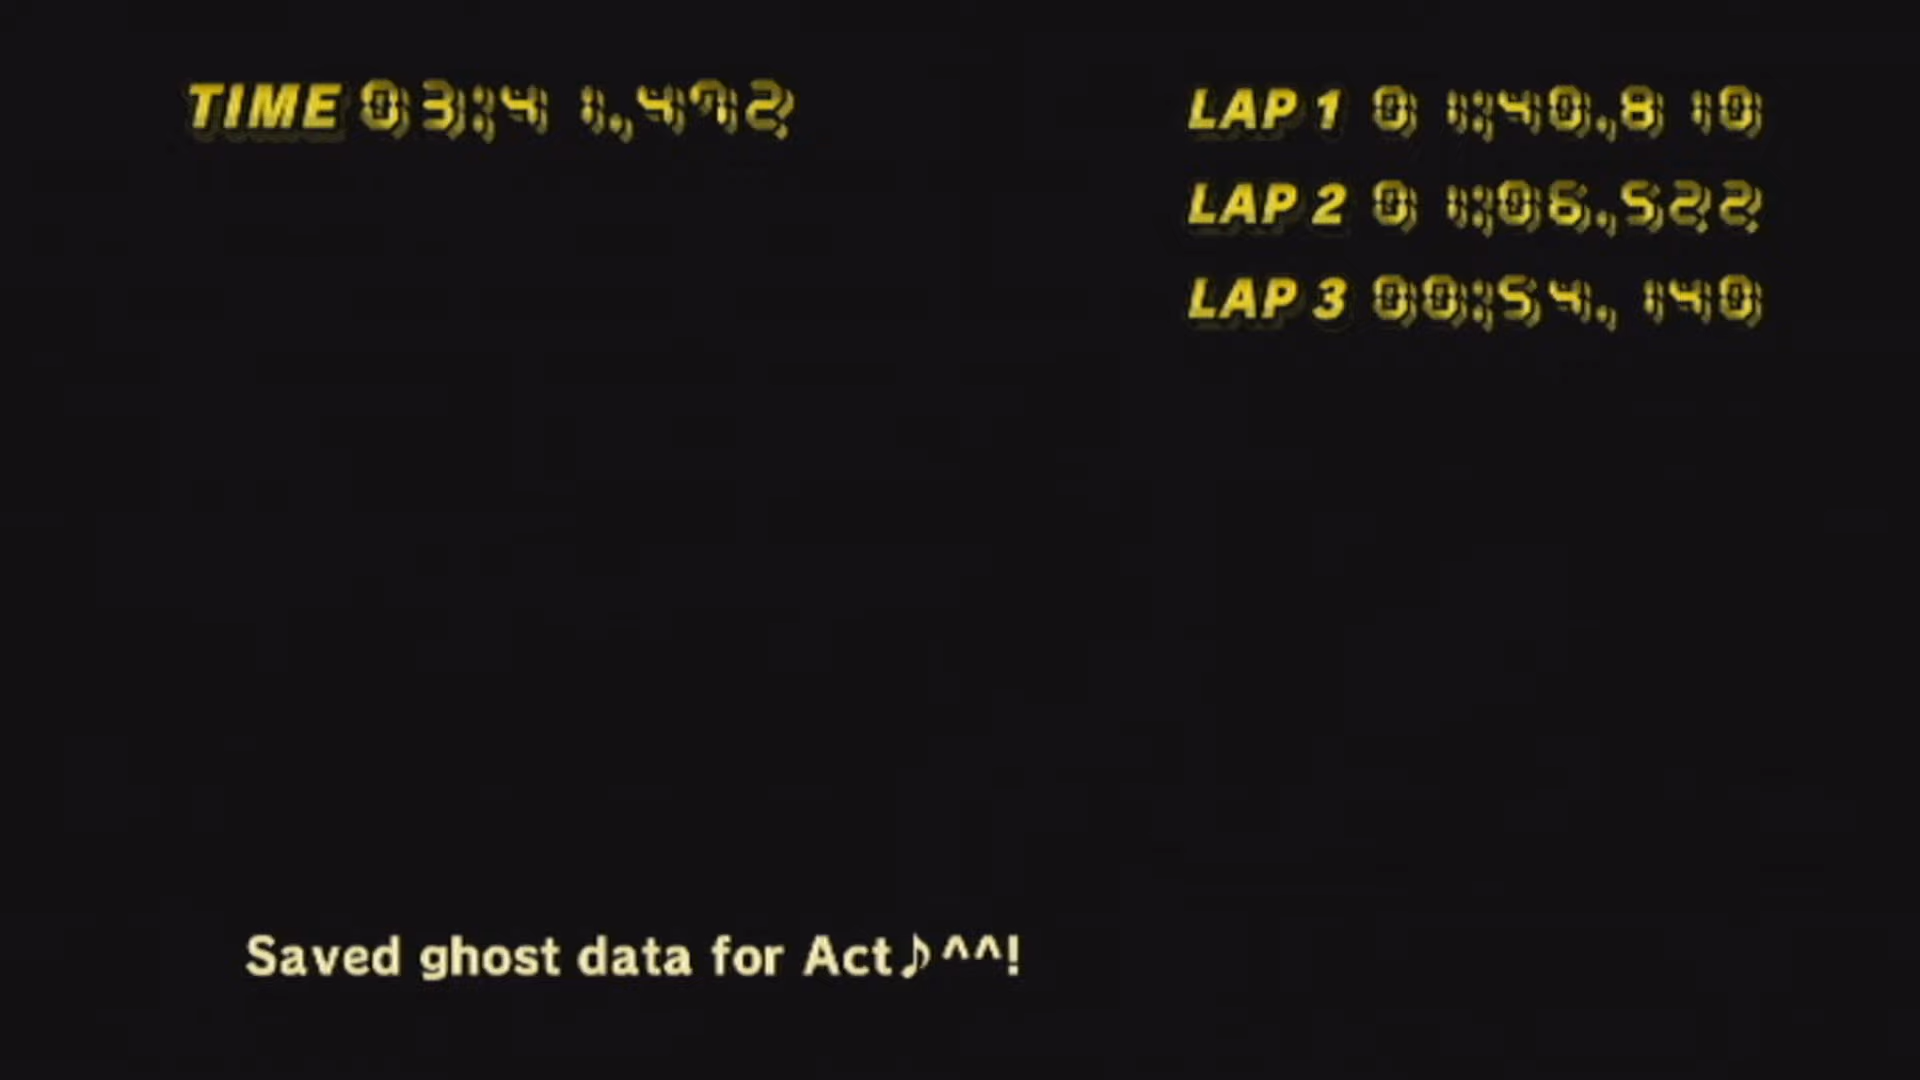 TIME 03:41.472
LAP 1 01:40.810
LAP 2 01:06.522
LAP 3 00:54.140
Saved ghost data for Act♪^^!